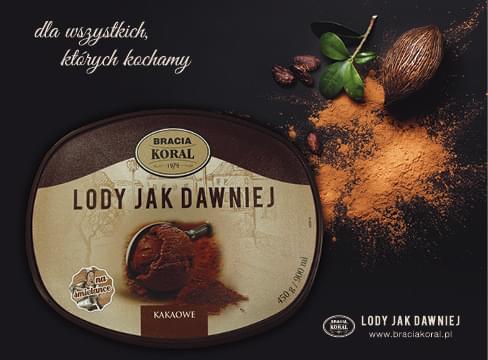 dla wszystkich,
których kochamy
BRACIA
KORAL
1979
LODY JAK DAWNIEJ
na
śmietance
KAKAOWE
450 g / 900 ml
BRACIA
KORAL
LODY JAK DAWNIEJ
www.braciakoral.pl